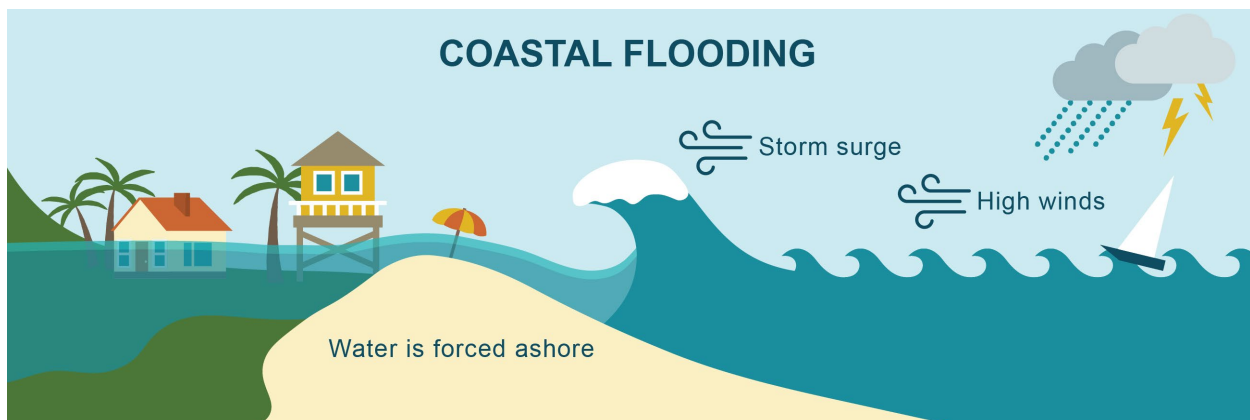 COASTAL FLOODING
Storm surge
High winds
Water is forced ashore